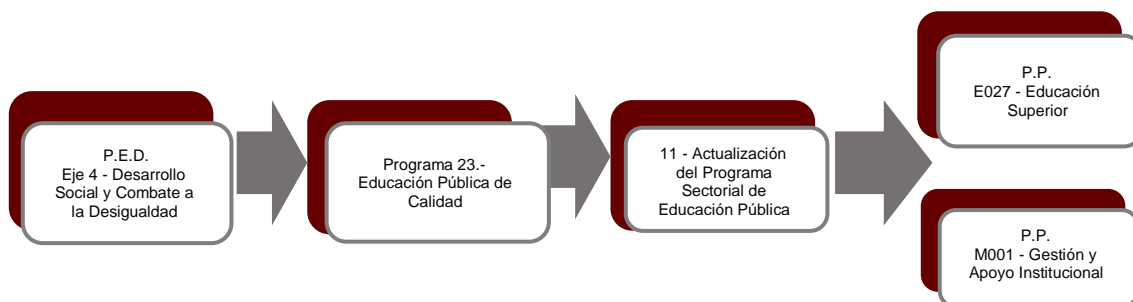 P.E.D.
Eje 4 - Desarrollo
Social y Combate a
la Desigualdad
Programa 23.-
Educación Pública de
Calidad
11 - Actualización
del Programa
Sectorial de
Educación Pública
P.P.
E027 - Educación
Superior
P.P.
M001 - Gestión y
Apoyo Institucional